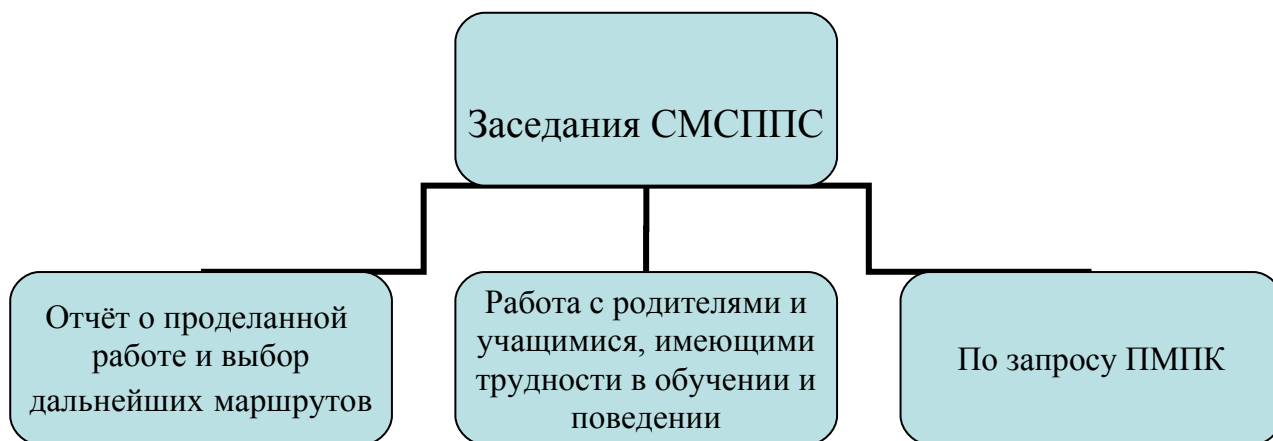 Заседания СМСППС
Отчёт о проделанной
работе и выбор
дальнейших маршрутов
Работа с родителями и
учащимися, имеющими
трудности в обучении и
поведении
По запросу ПМПК